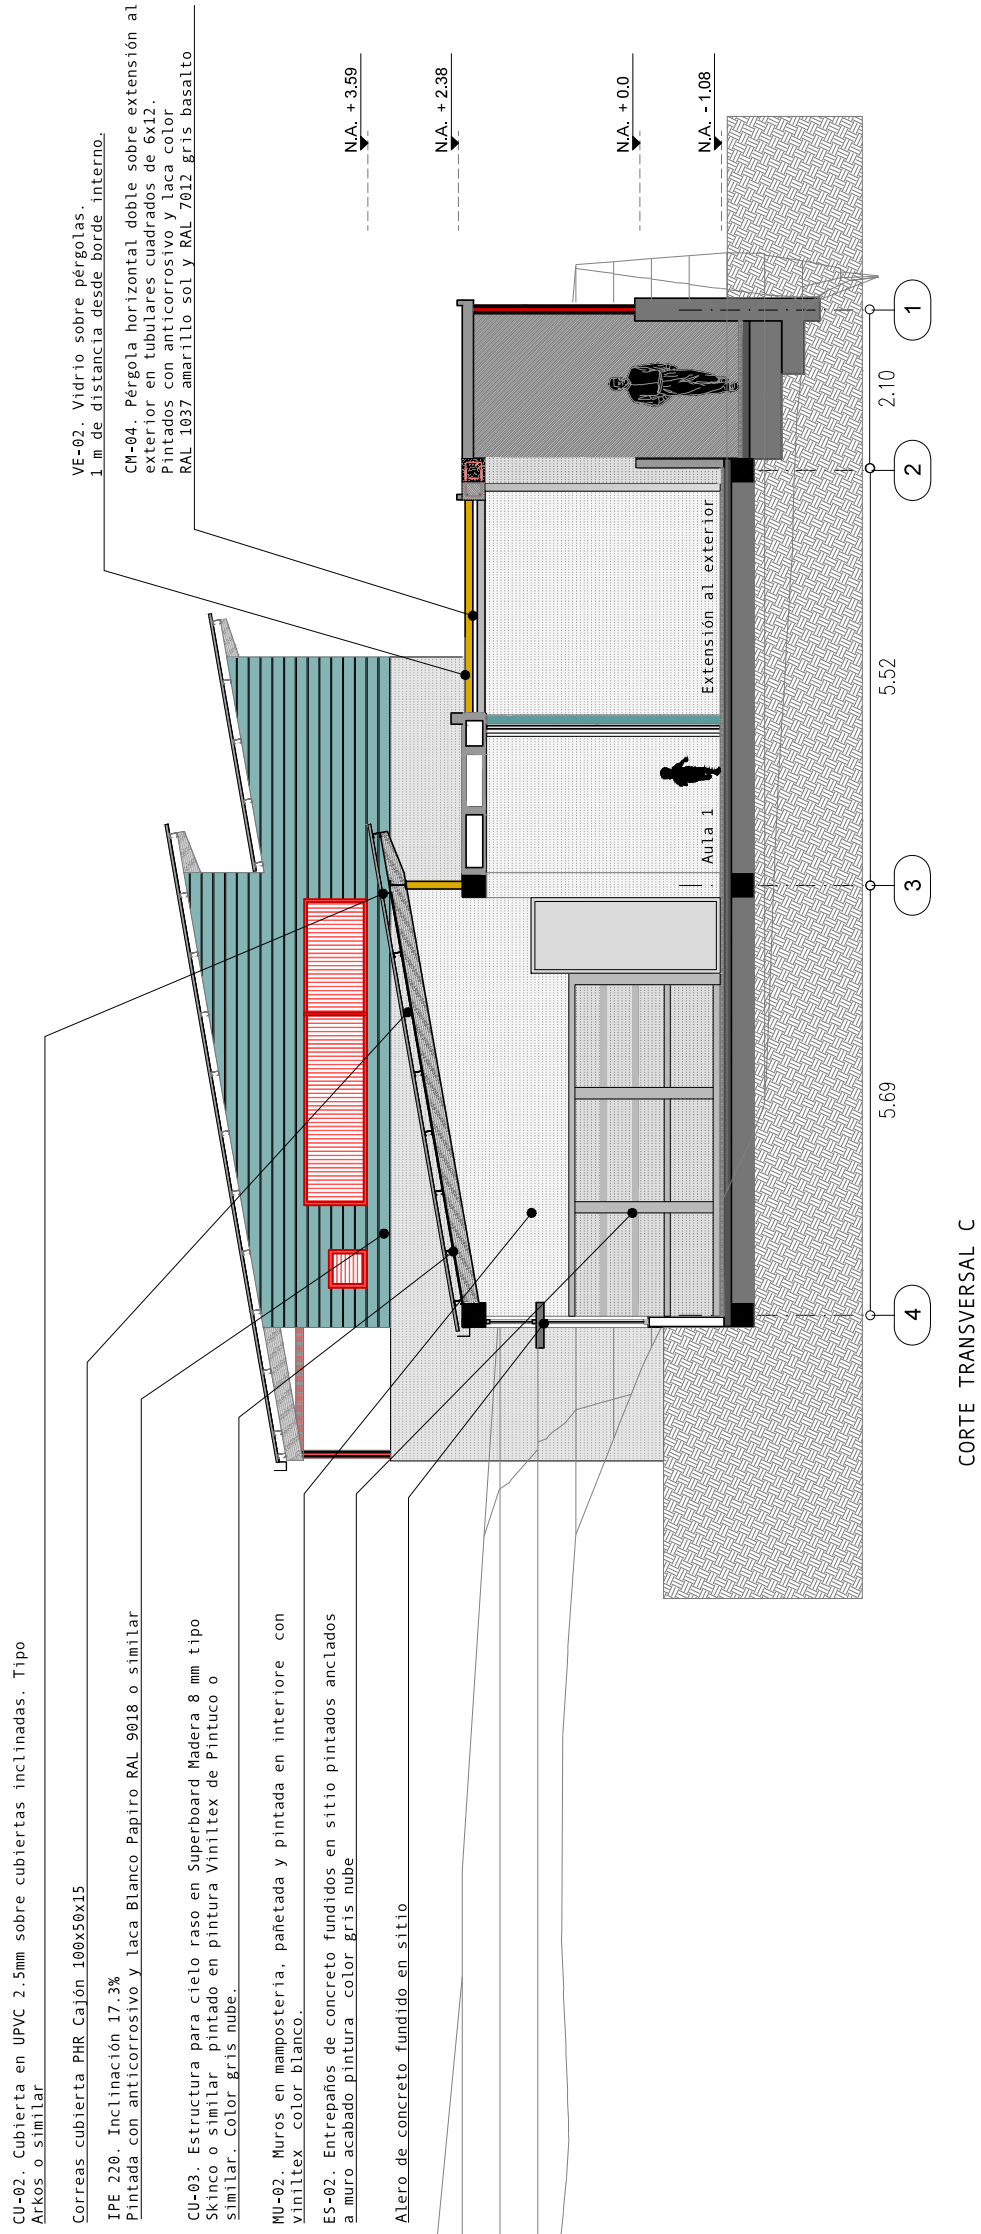 CU-02. Cubierta en UPVC 2.5mm sobre cubiertas inclinadas. Tipo
Arkos o similar
Correas cubierta PHR Cajón 100x50x15
IPE 220. Inclinación 17.3%
Pintada con anticorrosivo y laca Blanco Papiro RAL 9018 o similar
CU-03. Estructura para cielo raso en Superboard Madera 8 mm tipo
Skinco o similar pintado en pintura Viniltex de Pintuco o
similar. Color gris nube.
MU-02. Muros en mamposteria, pañetada y pintada en interiore con
viniltex color blanco.
ES-02. Entrepaños de concreto fundidos en sitio pintados anclados
a muro acabado pintura color gris nube
Alero de concreto fundido en sitio
VE-02. Vidrio sobre pérgolas.
1 m de distancia desde borde interno.
CM-04. Pérgola horizontal doble sobre extensión al
exterior en tubulares cuadrados de 6x12.
Pintados con anticorrosivo y laca color
RAL 1037 amarillo sol y RAL 7012 gris basalto
N.A. + 3.59
N.A. + 2.38
N.A. + 0.0
N.A. - 1.08
Aula 1
Extensión al exterior
5.69
5.52
2.10
4
3
2
1
CORTE TRANSVERSAL C